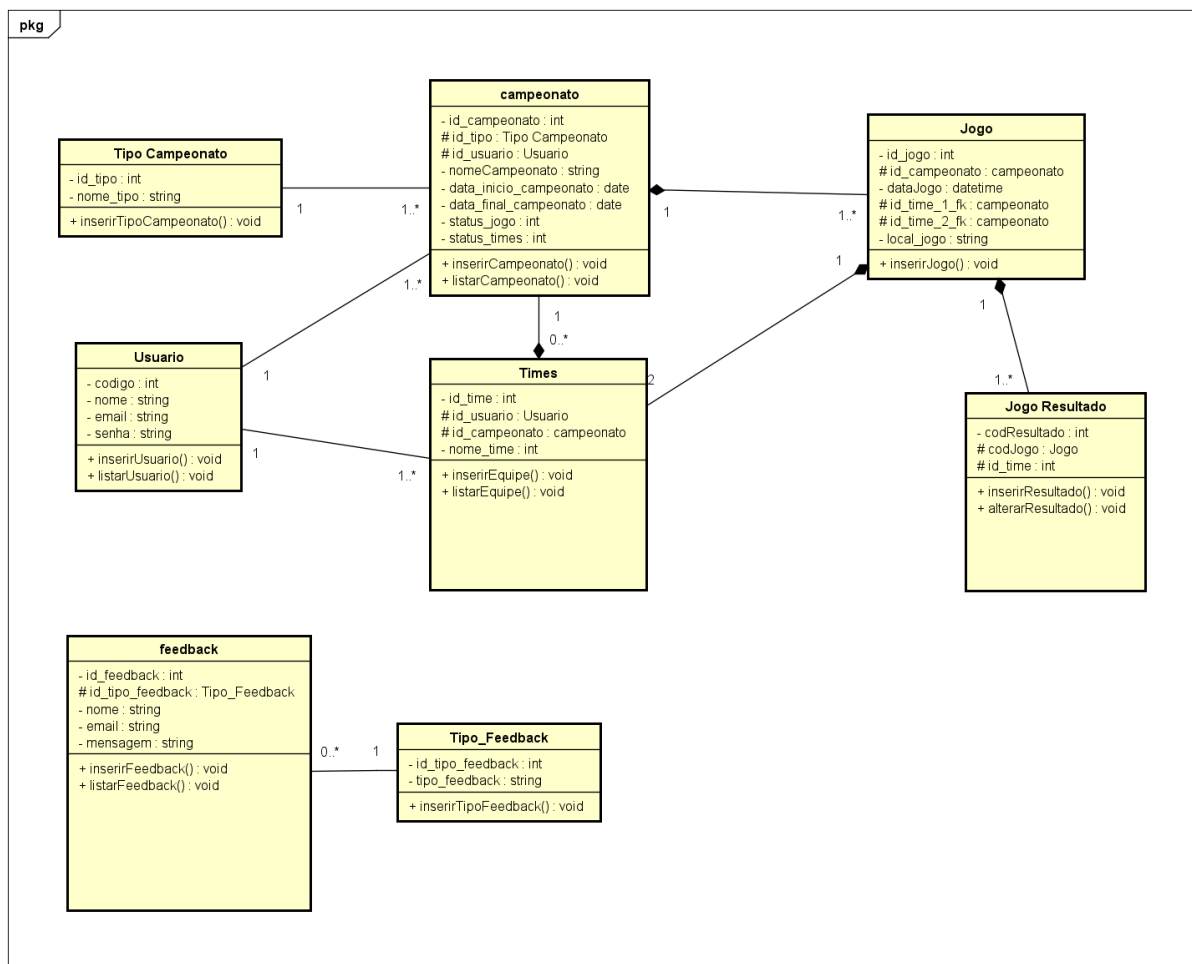 pkg
campeonato
- id_campeonato : int
# id_tipo : Tipo Campeonato
# id_usuario : Usuario
- nomeCampeonato : string
- data_inicio_campeonato : date
- data_final_campeonato : date
- status_jogo : int
- status_times : int
+ inserirCampeonato() : void
+ listarCampeonato() : void
Jogo
- id_jogo : int
# id_campeonato : campeonato
- dataJogo : datetime
# id_time_1_fk : campeonato
# id_time_2_fk : campeonato
- local_jogo : string
+ inserirJogo() : void
Tipo Campeonato
- id_tipo : int
- nome_tipo : string
+ inserirTipoCampeonato() : void
1
1..*
1
1..*
1..*
1
1
0..*
1
2
1
1..*
Usuario
- codigo : int
- nome : string
- email : string
- senha : string
+ inserirUsuario() : void
+ listarUsuario() : void
1
1..*
Times
- id_time : int
# id_usuario : Usuario
# id_campeonato : campeonato
- nome_time : int
+ inserirEquipe() : void
+ listarEquipe() : void
Jogo Resultado
- codResultado : int
# codJogo : Jogo
# id_time : int
+ inserirResultado() : void
+ alterarResultado() : void
feedback
- id_feedback : int
# id_tipo_feedback : Tipo_Feedback
- nome : string
- email : string
- mensagem : string
+ inserirFeedback() : void
+ listarFeedback() : void
0..*
1
Tipo_Feedback
- id_tipo_feedback : int
- tipo_feedback : string
+ inserirTipoFeedback() : void